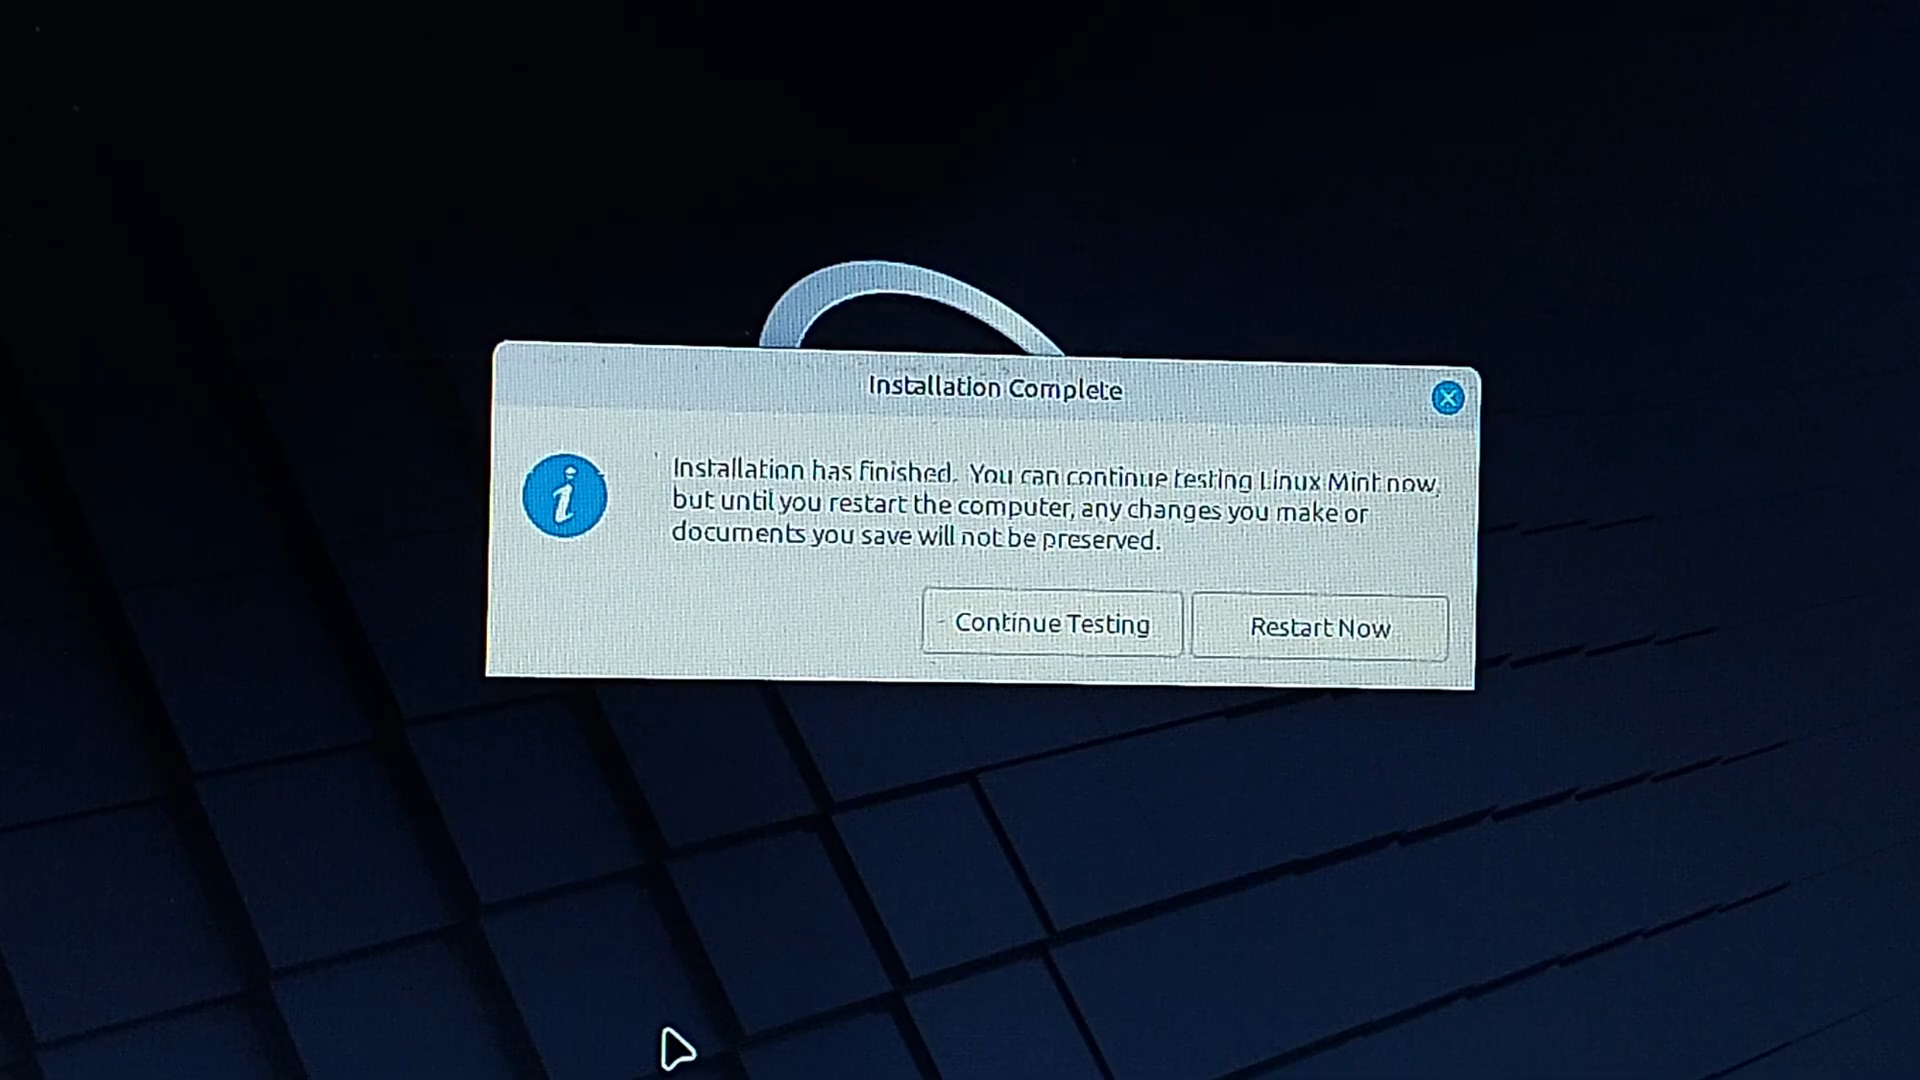 Installation Complete
Installation has finished. You can continue testing Linux Mint now,
but until you restart the computer, any changes you make or
documents you save will not be preserved.
Continue Testing
Restart Now